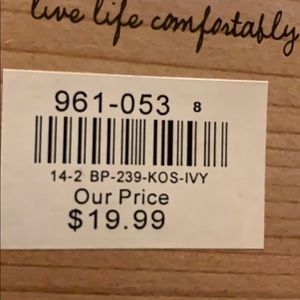 live life comfortably
961-053 8
14-2 BP-239-KOS-IVY
Our Price
$19.99